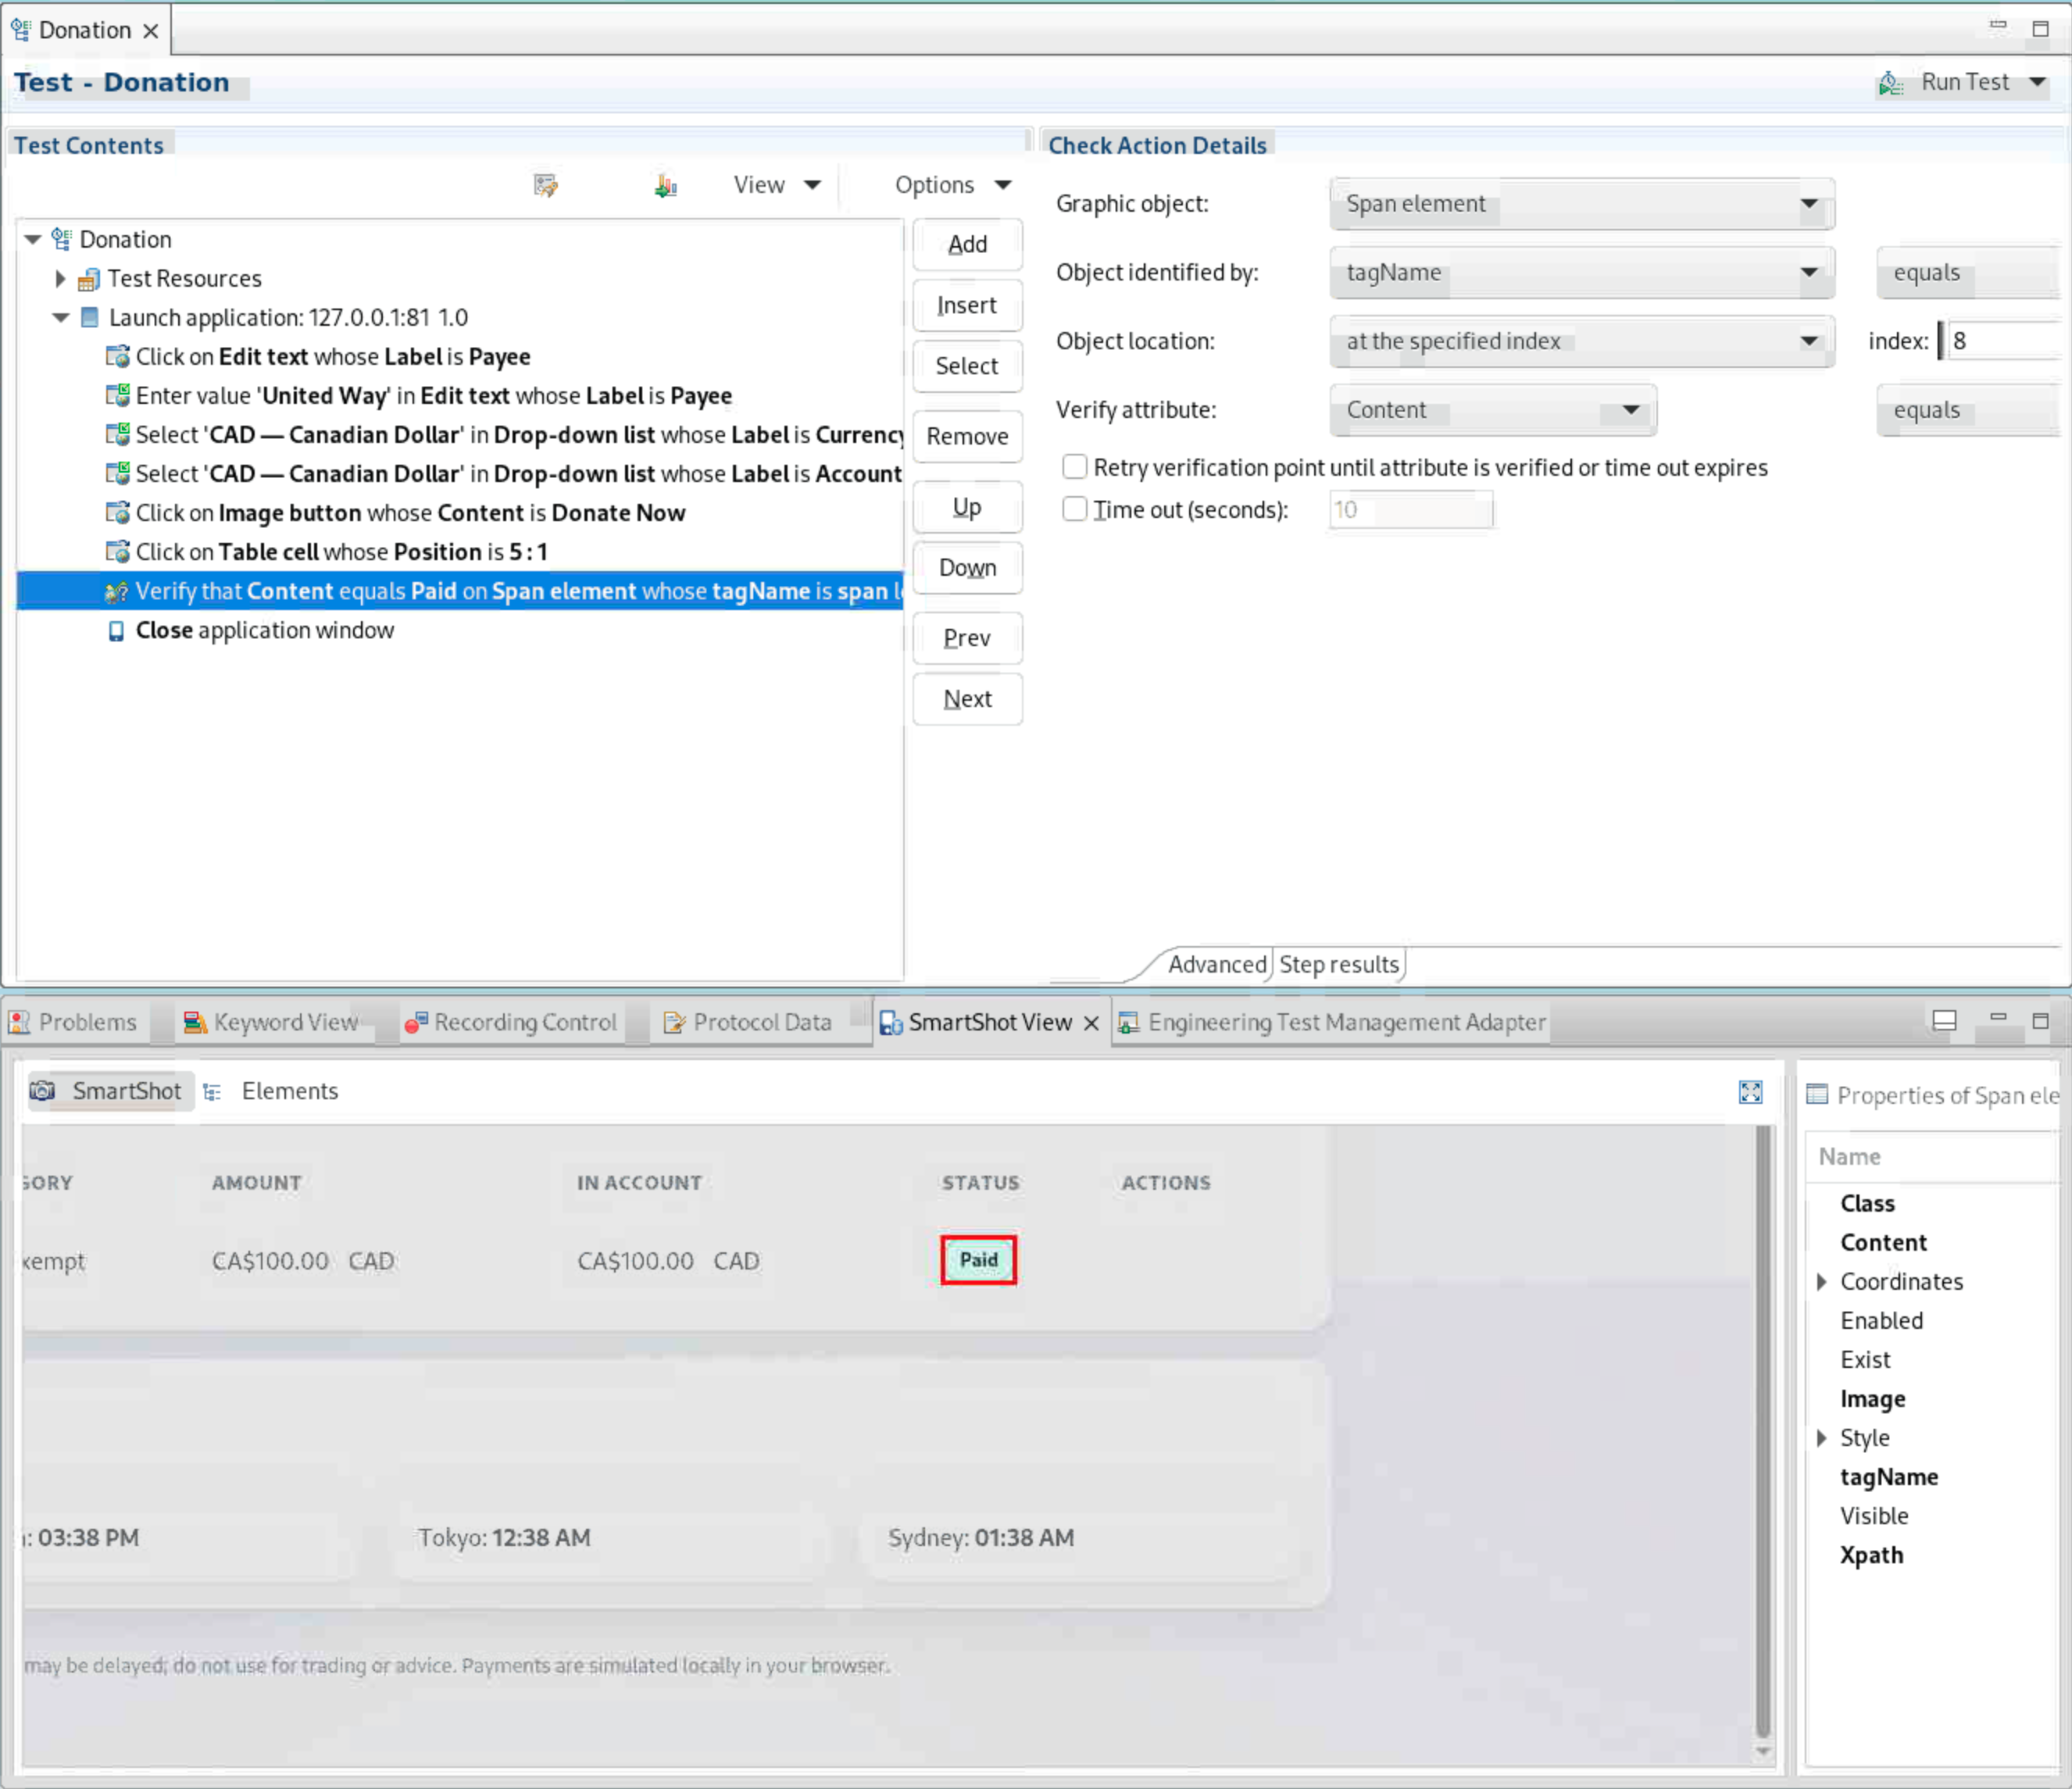 Donation
Test - Donation
Run Test
Test Contents
View
Options
Donation
Test Resources
Launch application: 127.0.0.1:81 1.0
Click on Edit text whose Label is Payee
Enter value 'United Way' in Edit text whose Label is Payee
Select 'CAD — Canadian Dollar' in Drop-down list whose Label is Currency
Select 'CAD — Canadian Dollar' in Drop-down list whose Label is Account
Click on Image button whose Content is Donate Now
Click on Table cell whose Position is 5 : 1
Verify that Content equals Paid on Span element whose tagName is span
Close application window
Add
Insert
Select
Remove
Up
Down
Prev
Next
Check Action Details
Graphic object: Span element
Object identified by: tagName equals
Object location: at the specified index index: 8
Verify attribute: Content equals
Retry verification point until attribute is verified or time out expires
Time out (seconds): 10
Advanced Step results
Problems Keyword View Recording Control Protocol Data SmartShot View Engineering Test Management Adapter
SmartShot Elements
GORY AMOUNT IN ACCOUNT STATUS ACTIONS
xempt CA$100.00 CAD CA$100.00 CAD Paid
: 03:38 PM Tokyo: 12:38 AM Sydney: 01:38 AM
may be delayed; do not use for trading or advice. Payments are simulated locally in your browser.
Properties of Span ele
Name
Class
Content
Coordinates
Enabled
Exist
Image
Style
tagName
Visible
Xpath